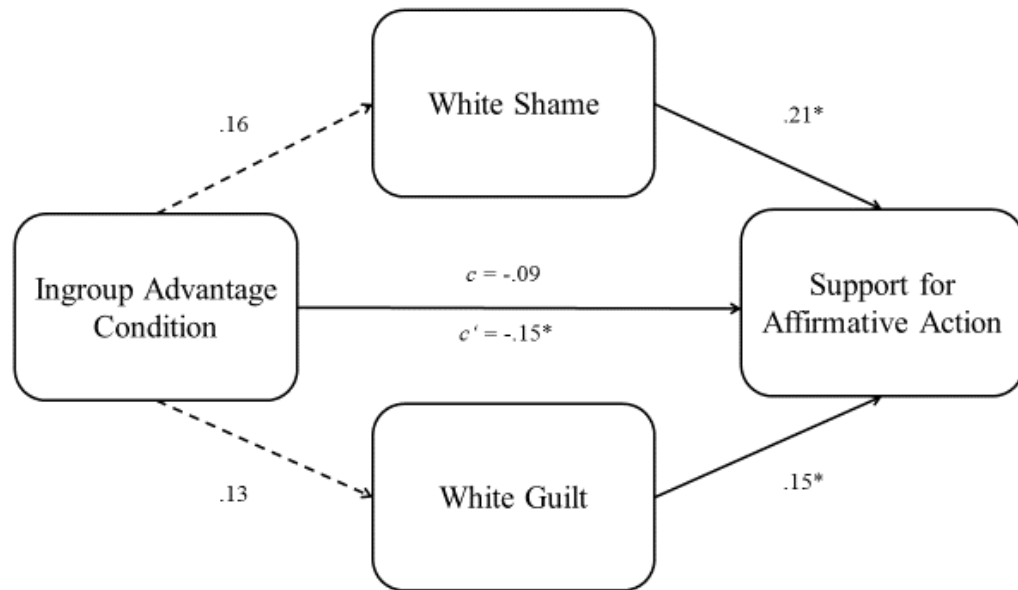 White Shame
.16
.21*
Ingroup Advantage
Condition
c = -.09
c‘ = -.15*
Support for
Affirmative Action
.13
White Guilt
.15*